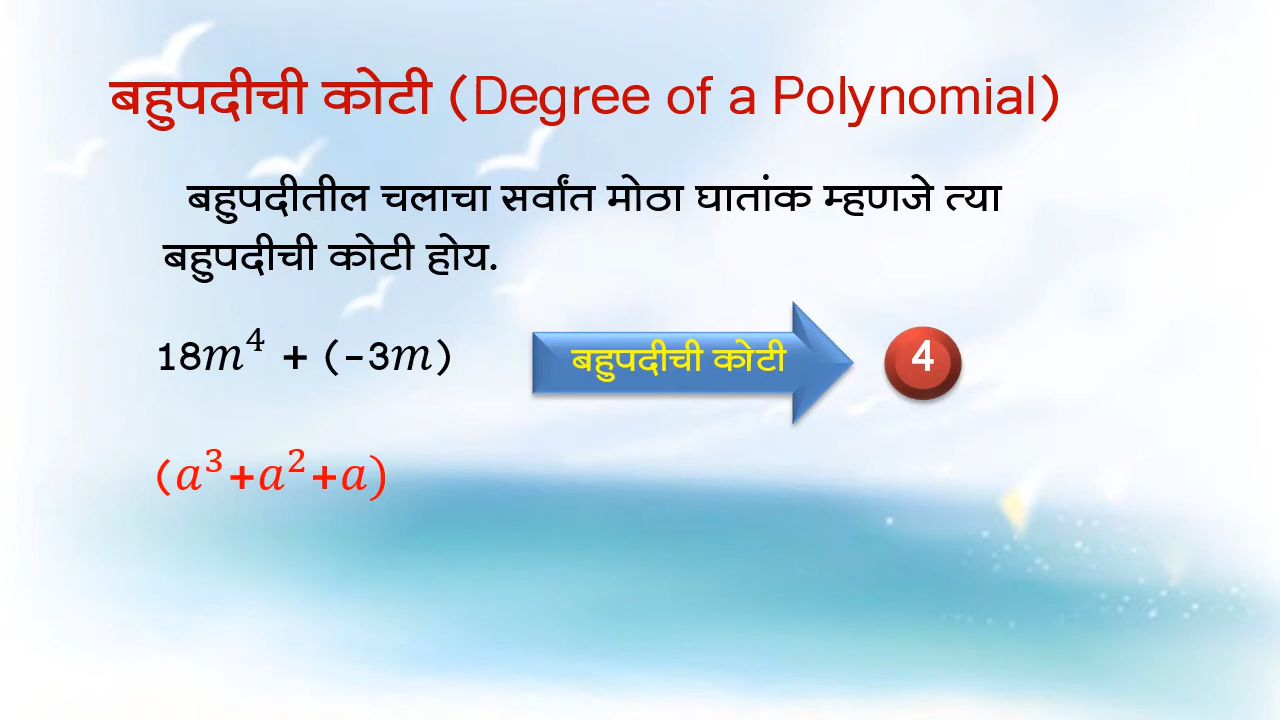 बहुपदीची कोटी (Degree of a Polynomial)
बहुपदीतील चलाचा सर्वांत मोठा घातांक म्हणजे त्या
बहुपदीची कोटी होय.
18𝑚⁴ + (-3𝑚) बहुपदीची कोटी 4
(𝑎³+𝑎²+𝑎)